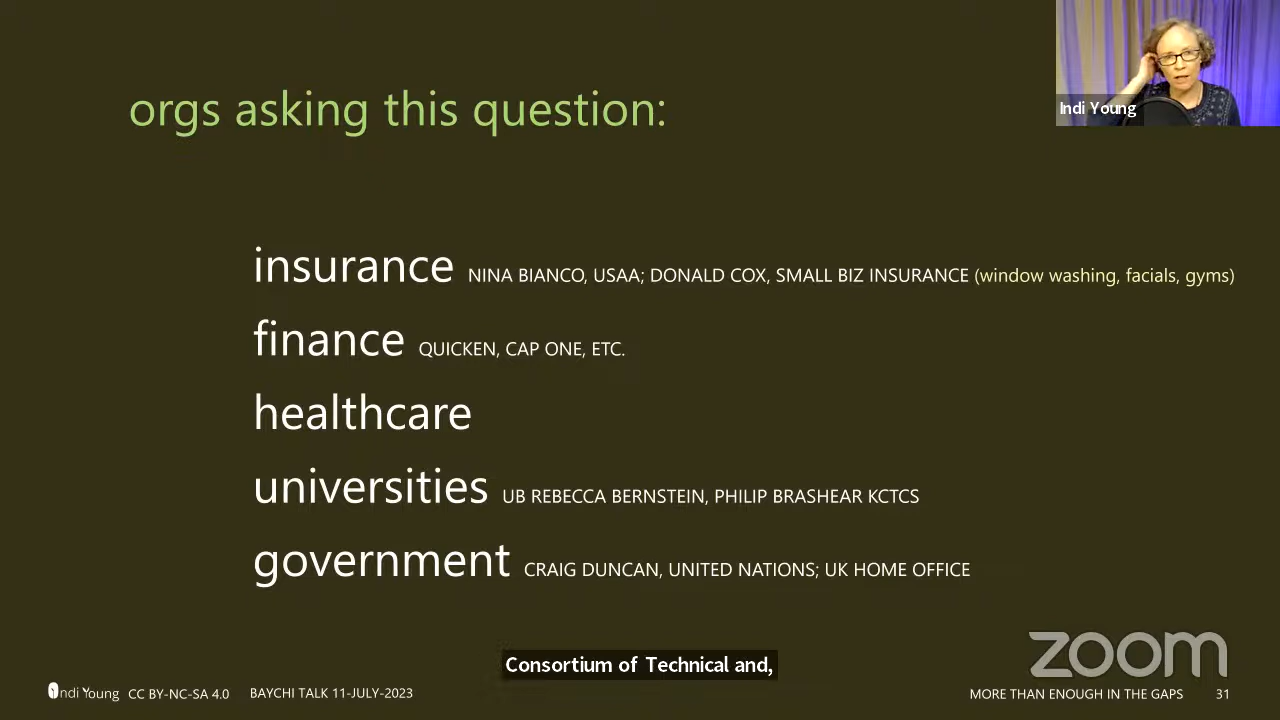 orgs asking this question:
Indi Young
insurance NINA BIANCO, USAA; DONALD COX, SMALL BIZ INSURANCE (window washing, facials, gyms)
finance QUICKEN, CAP ONE, ETC.
healthcare
universities UB REBECCA BERNSTEIN, PHILIP BRASHEAR KCTCS
government CRAIG DUNCAN, UNITED NATIONS; UK HOME OFFICE
zoom
Consortium of Technical and,
Indi Young CC BY-NC-SA 4.0 BAYCHI TALK 11-JULY-2023 MORE THAN ENOUGH IN THE GAPS 31